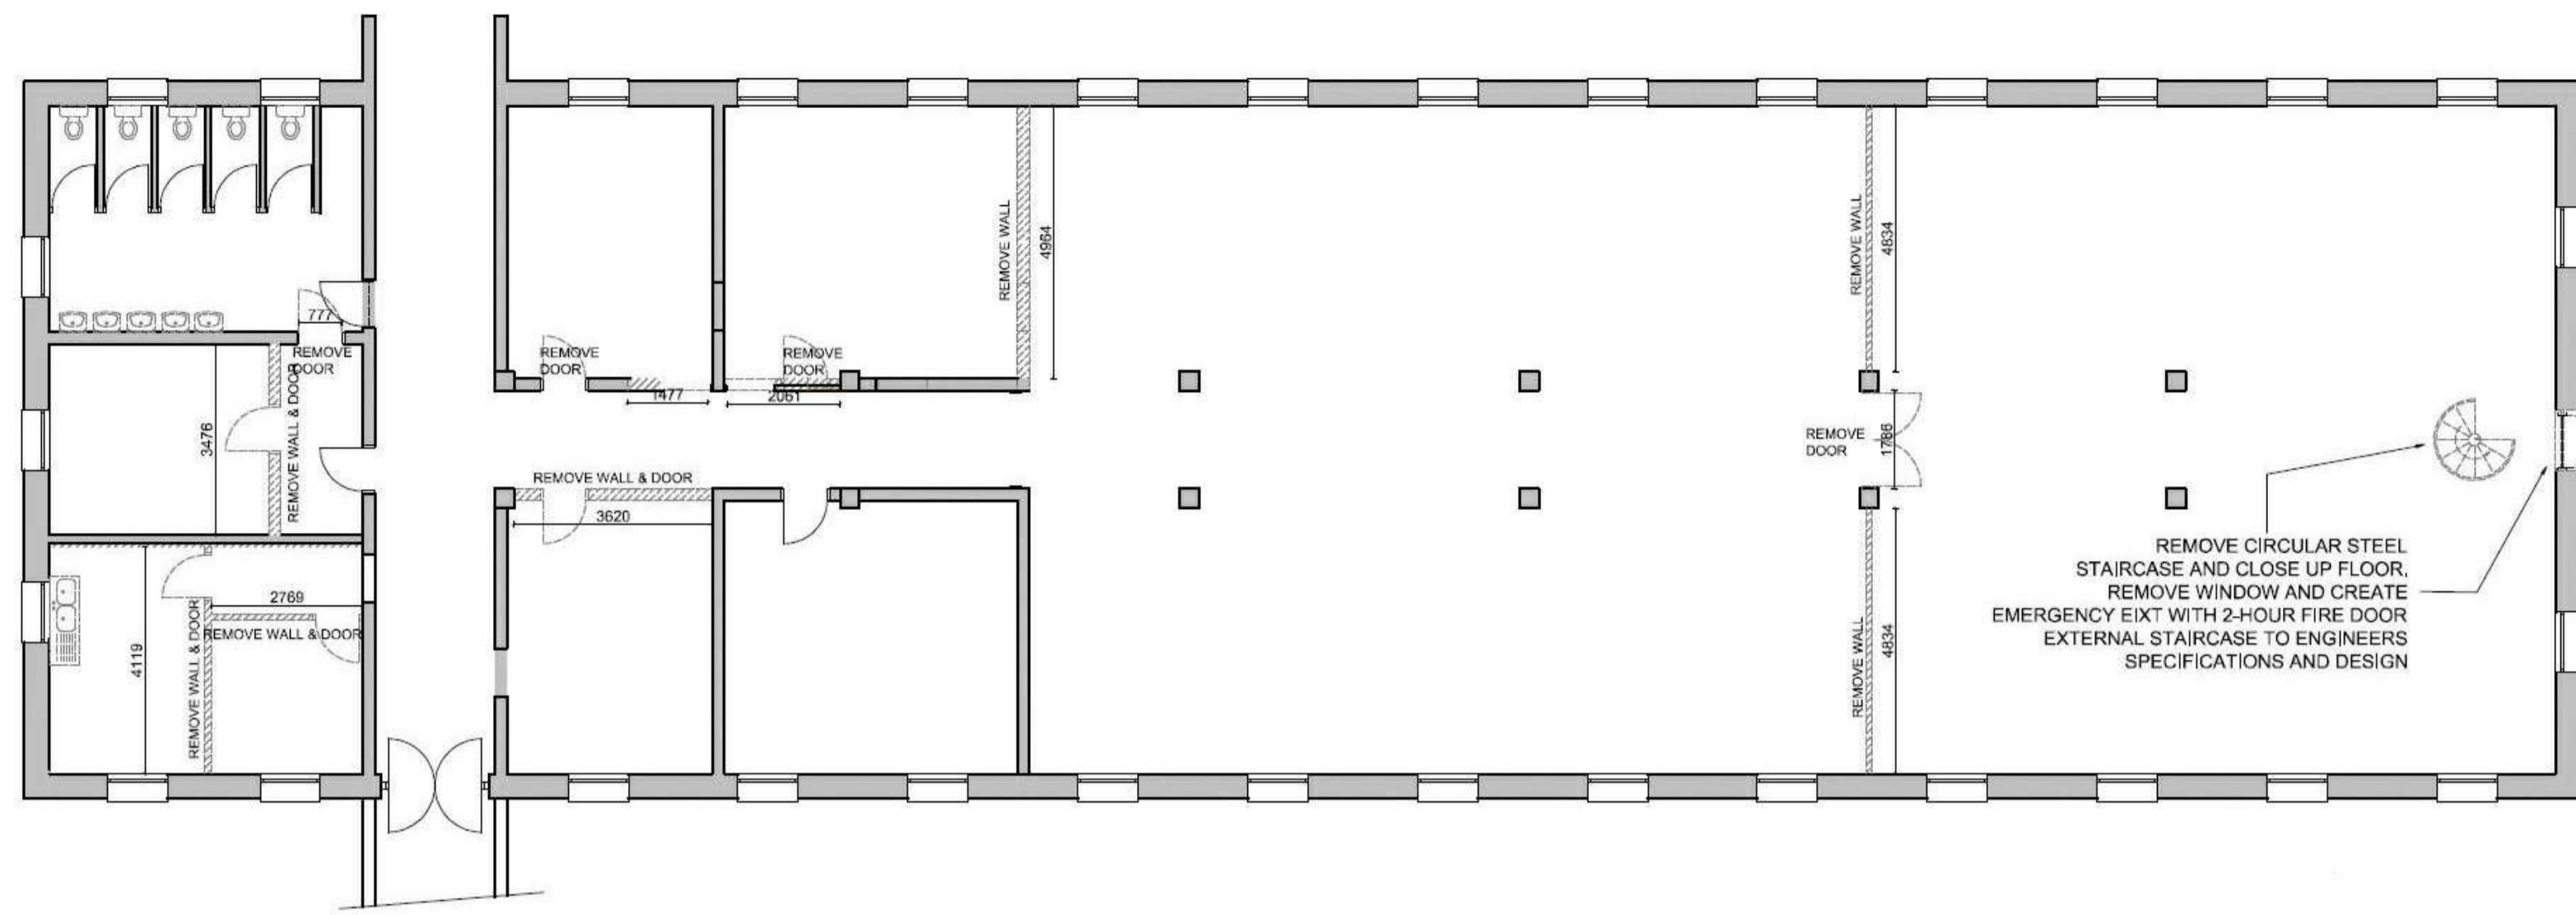 777
REMOVE
DOOR
REMOVE WALL & DOOR
3476
4119
REMOVE WALL & DOOR
2769
REMOVE WALL & DOOR
REMOVE
DOOR
1477
REMOVE
DOOR
2061
REMOVE WALL & DOOR
3620
REMOVE WALL
4964
REMOVE WALL
4834
REMOVE
DOOR
1786
REMOVE WALL
4834
REMOVE CIRCULAR STEEL
STAIRCASE AND CLOSE UP FLOOR,
REMOVE WINDOW AND CREATE
EMERGENCY EIXT WITH 2-HOUR FIRE DOOR
EXTERNAL STAIRCASE TO ENGINEERS
SPECIFICATIONS AND DESIGN